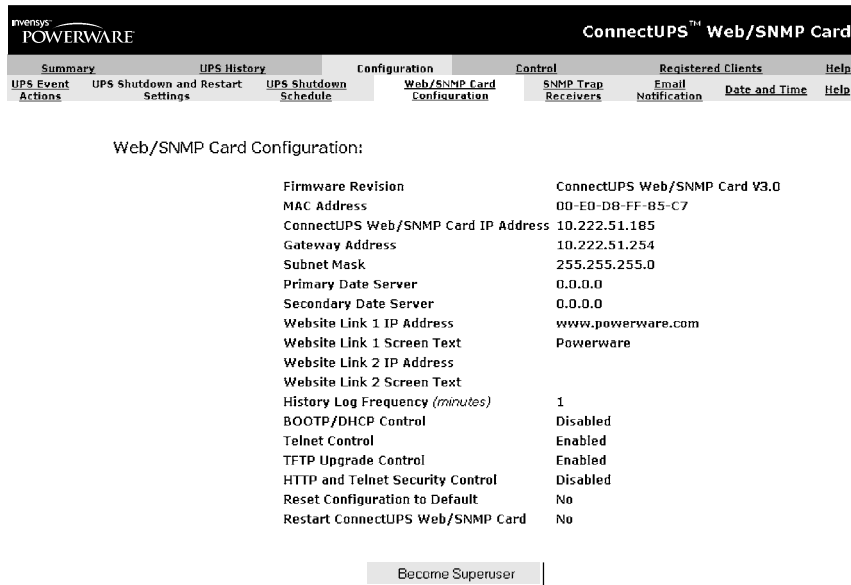 invensys
POWERWARE
ConnectUPS™ Web/SNMP Card
Summary UPS History Configuration Control Registered Clients Help
UPS Event Actions UPS Shutdown and Restart Settings UPS Shutdown Schedule Web/SNMP Card Configuration SNMP Trap Receivers Email Notification Date and Time Help
Web/SNMP Card Configuration:
Firmware Revision ConnectUPS Web/SNMP Card V3.0
MAC Address 00-E0-D8-FF-85-C7
ConnectUPS Web/SNMP Card IP Address 10.222.51.185
Gateway Address 10.222.51.254
Subnet Mask 255.255.255.0
Primary Date Server 0.0.0.0
Secondary Date Server 0.0.0.0
Website Link 1 IP Address www.powerware.com
Website Link 1 Screen Text Powerware
Website Link 2 IP Address
Website Link 2 Screen Text
History Log Frequency (minutes) 1
BOOTP/DHCP Control Disabled
Telnet Control Enabled
TFTP Upgrade Control Enabled
HTTP and Telnet Security Control Disabled
Reset Configuration to Default No
Restart ConnectUPS Web/SNMP Card No
Become Superuser